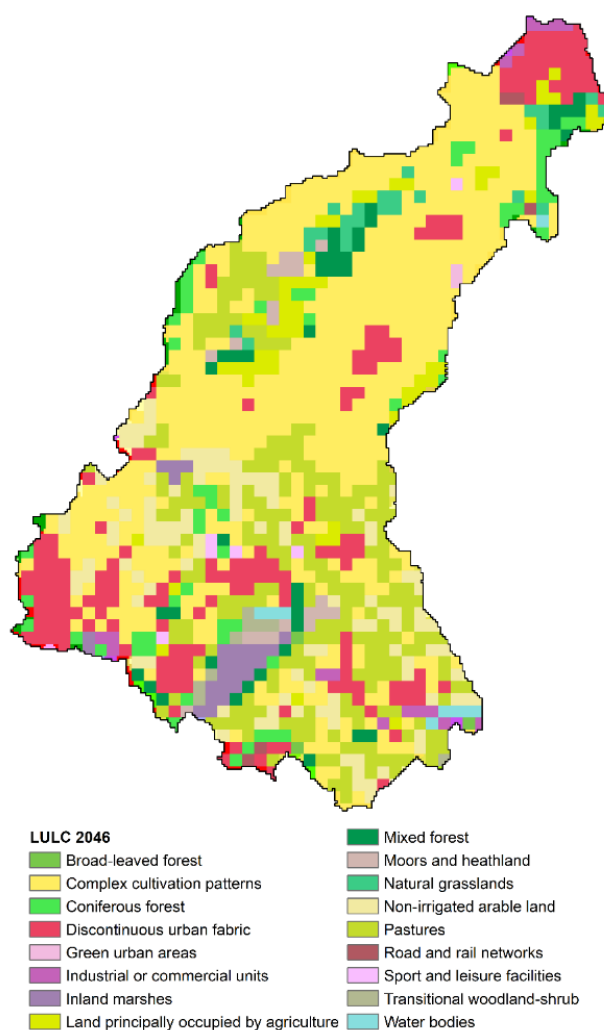 LULC 2046
Broad-leaved forest
Complex cultivation patterns
Coniferous forest
Discontinuous urban fabric
Green urban areas
Industrial or commercial units
Inland marshes
Land principally occupied by agriculture
Mixed forest
Moors and heathland
Natural grasslands
Non-irrigated arable land
Pastures
Road and rail networks
Sport and leisure facilities
Transitional woodland-shrub
Water bodies